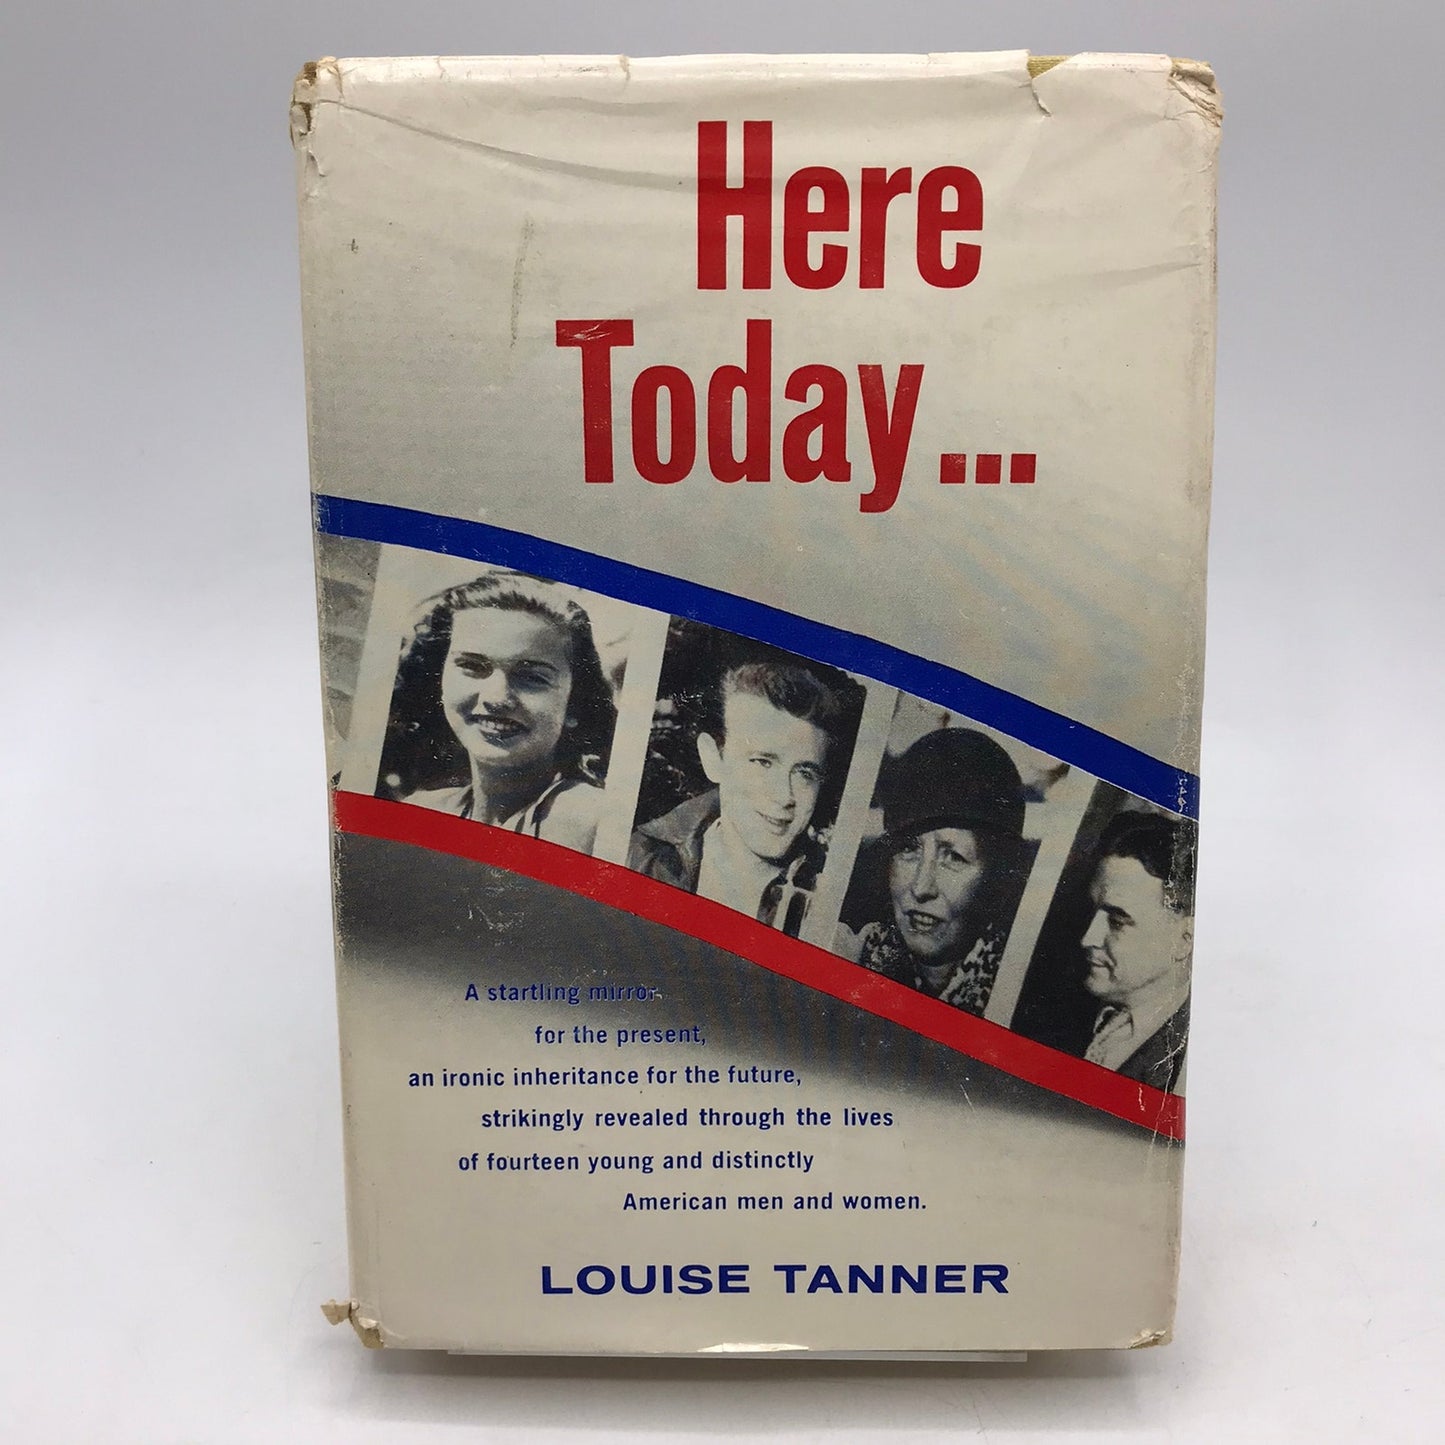 Here
Today...
A startling mirror
for the present,
an ironic inheritance for the future,
strikingly revealed through the lives
of fourteen young and distinctly
American men and women.
LOUISE TANNER